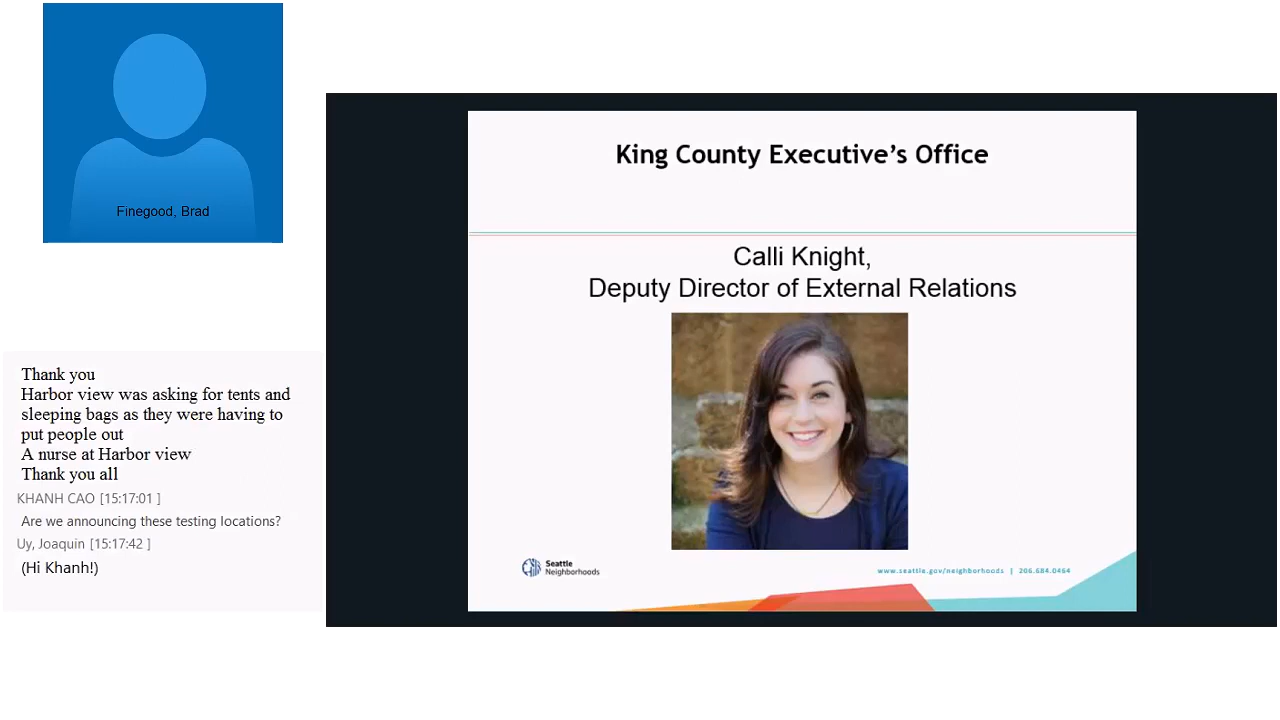 Finegood, Brad
Thank you
Harbor view was asking for tents and
sleeping bags as they were having to
put people out
A nurse at Harbor view
Thank you all
KHANH CAO [15:17:01 ]
Are we announcing these testing locations?
Uy, Joaquin [15:17:42 ]
(Hi Khanh!)
King County Executive's Office
Calli Knight,
Deputy Director of External Relations
Seattle
Neighborhoods
www.seattle.gov/neighborhoods | 206.684.0464